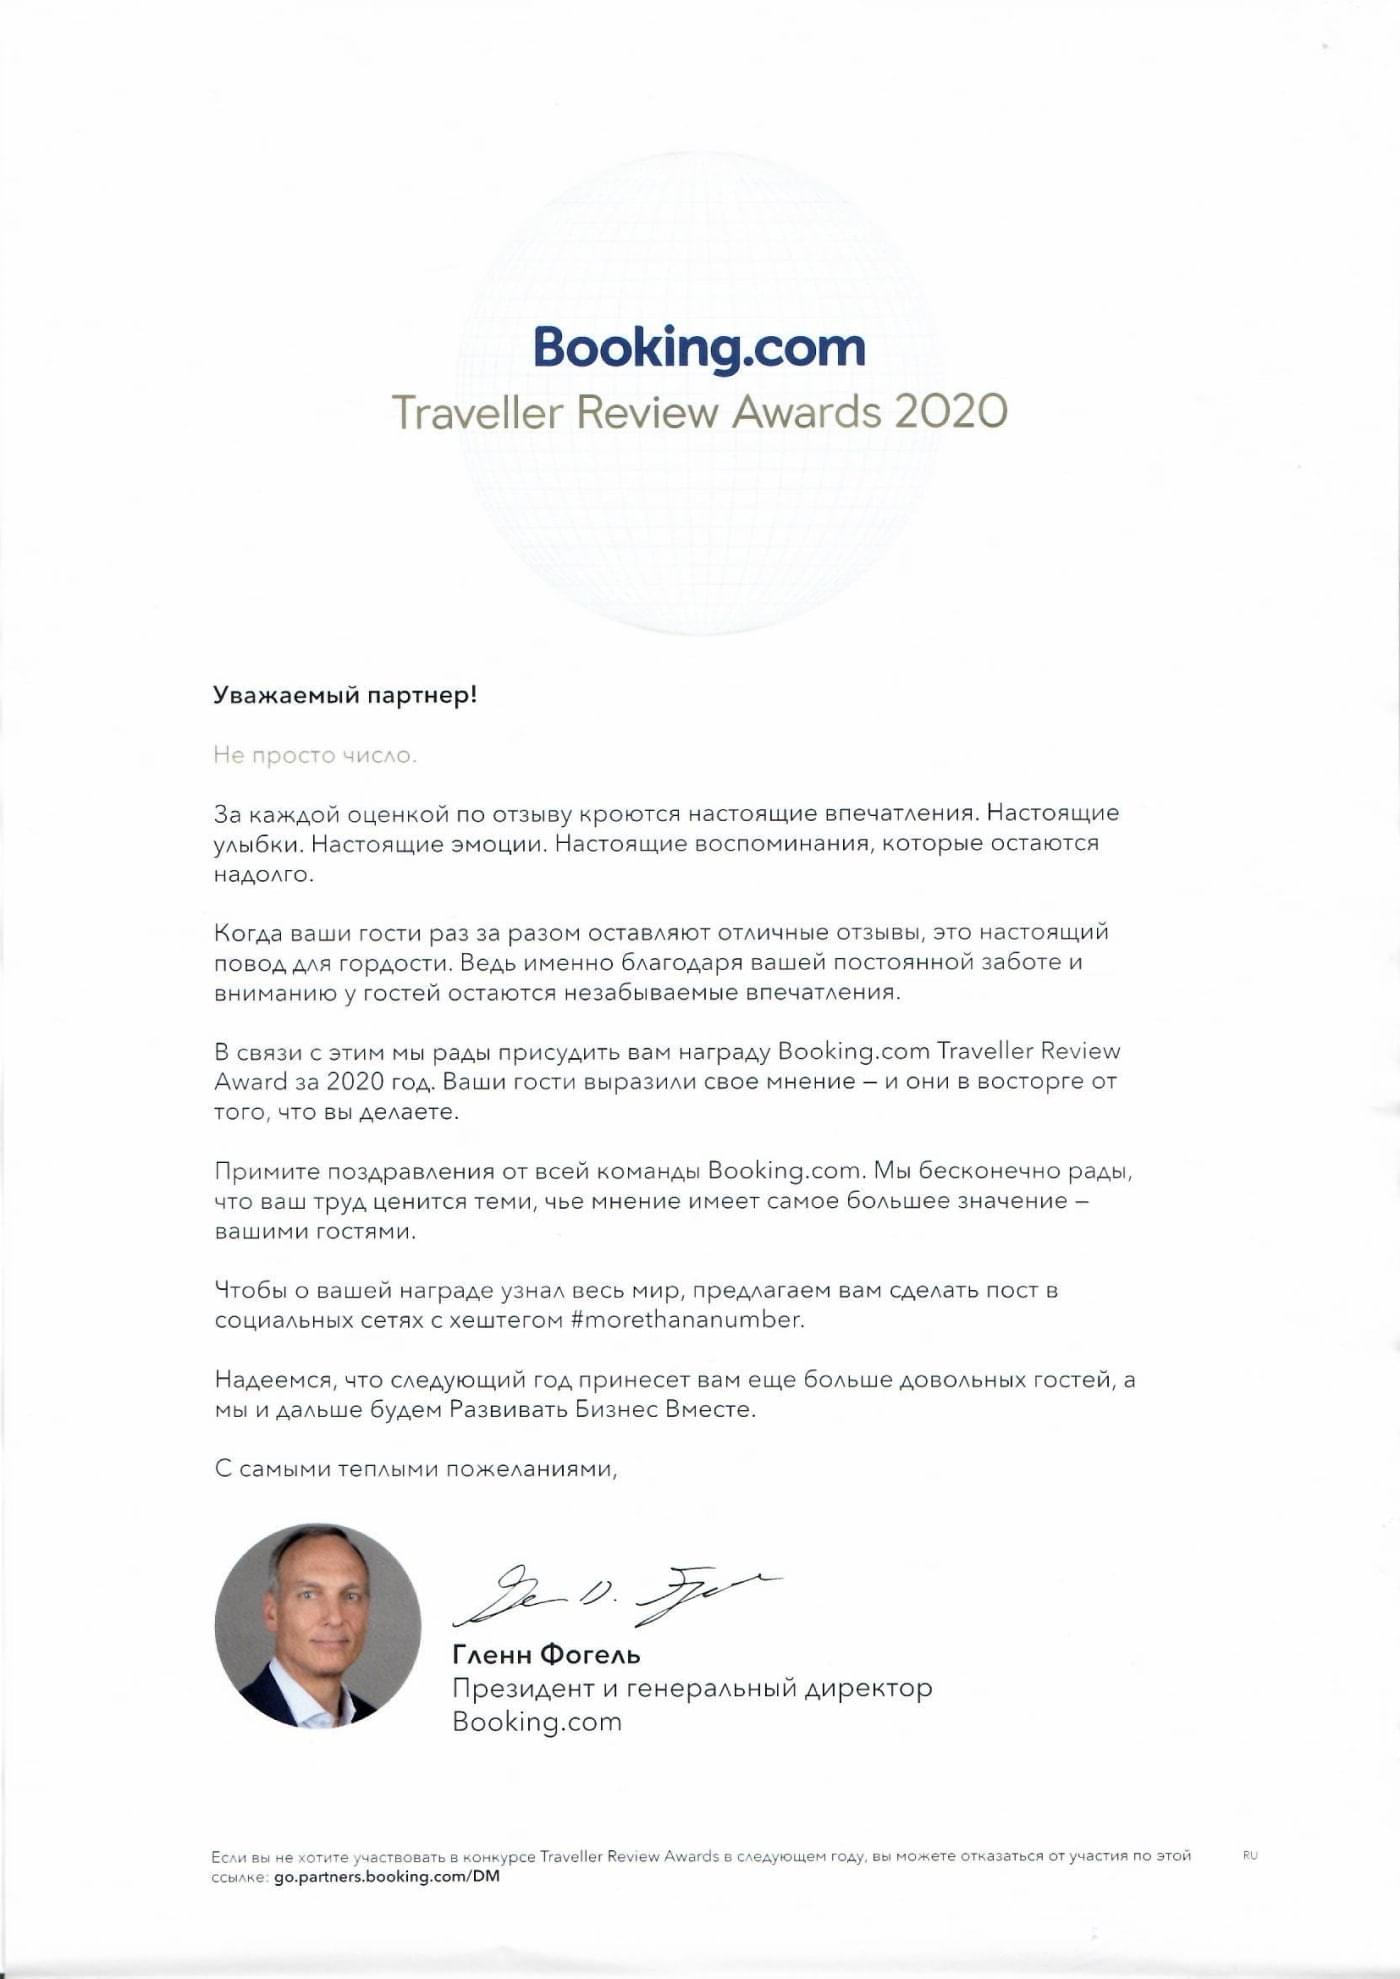 Booking.com
Traveller Review Awards 2020
Уважаемый партнер!
Не просто число.
За каждой оценкой по отзыву кроются настоящие впечатления. Настоящие
улыбки. Настоящие эмоции. Настоящие воспоминания, которые остаются
надолго.
Когда ваши гости раз за разом оставляют отличные отзывы, это настоящий
повод для гордости. Ведь именно благодаря вашей постоянной заботе и
вниманию у гостей остаются незабываемые впечатления.
В связи с этим мы рады присудить вам награду Booking.com Traveller Review
Award за 2020 год. Ваши гости выразили свое мнение – и они в восторге от
того, что вы делаете.
Примите поздравления от всей команды Booking.com. Мы бесконечно рады,
что ваш труд ценится теми, чье мнение имеет самое большее значение –
вашими гостями.
Чтобы о вашей награде узнал весь мир, предлагаем вам сделать пост в
социальных сетях с хештегом #morethananumber.
Надеемся, что следующий год принесет вам еще больше довольных гостей, а
мы и дальше будем Развивать Бизнес Вместе.
С самыми теплыми пожеланиями,
Гленн Фогель
Президент и генеральный директор
Booking.com
Если вы не хотите участвовать в конкурсе Traveller Review Awards в следующем году, вы можете отказаться от участия по этой
ссылке: go.partners.booking.com/DM
RU